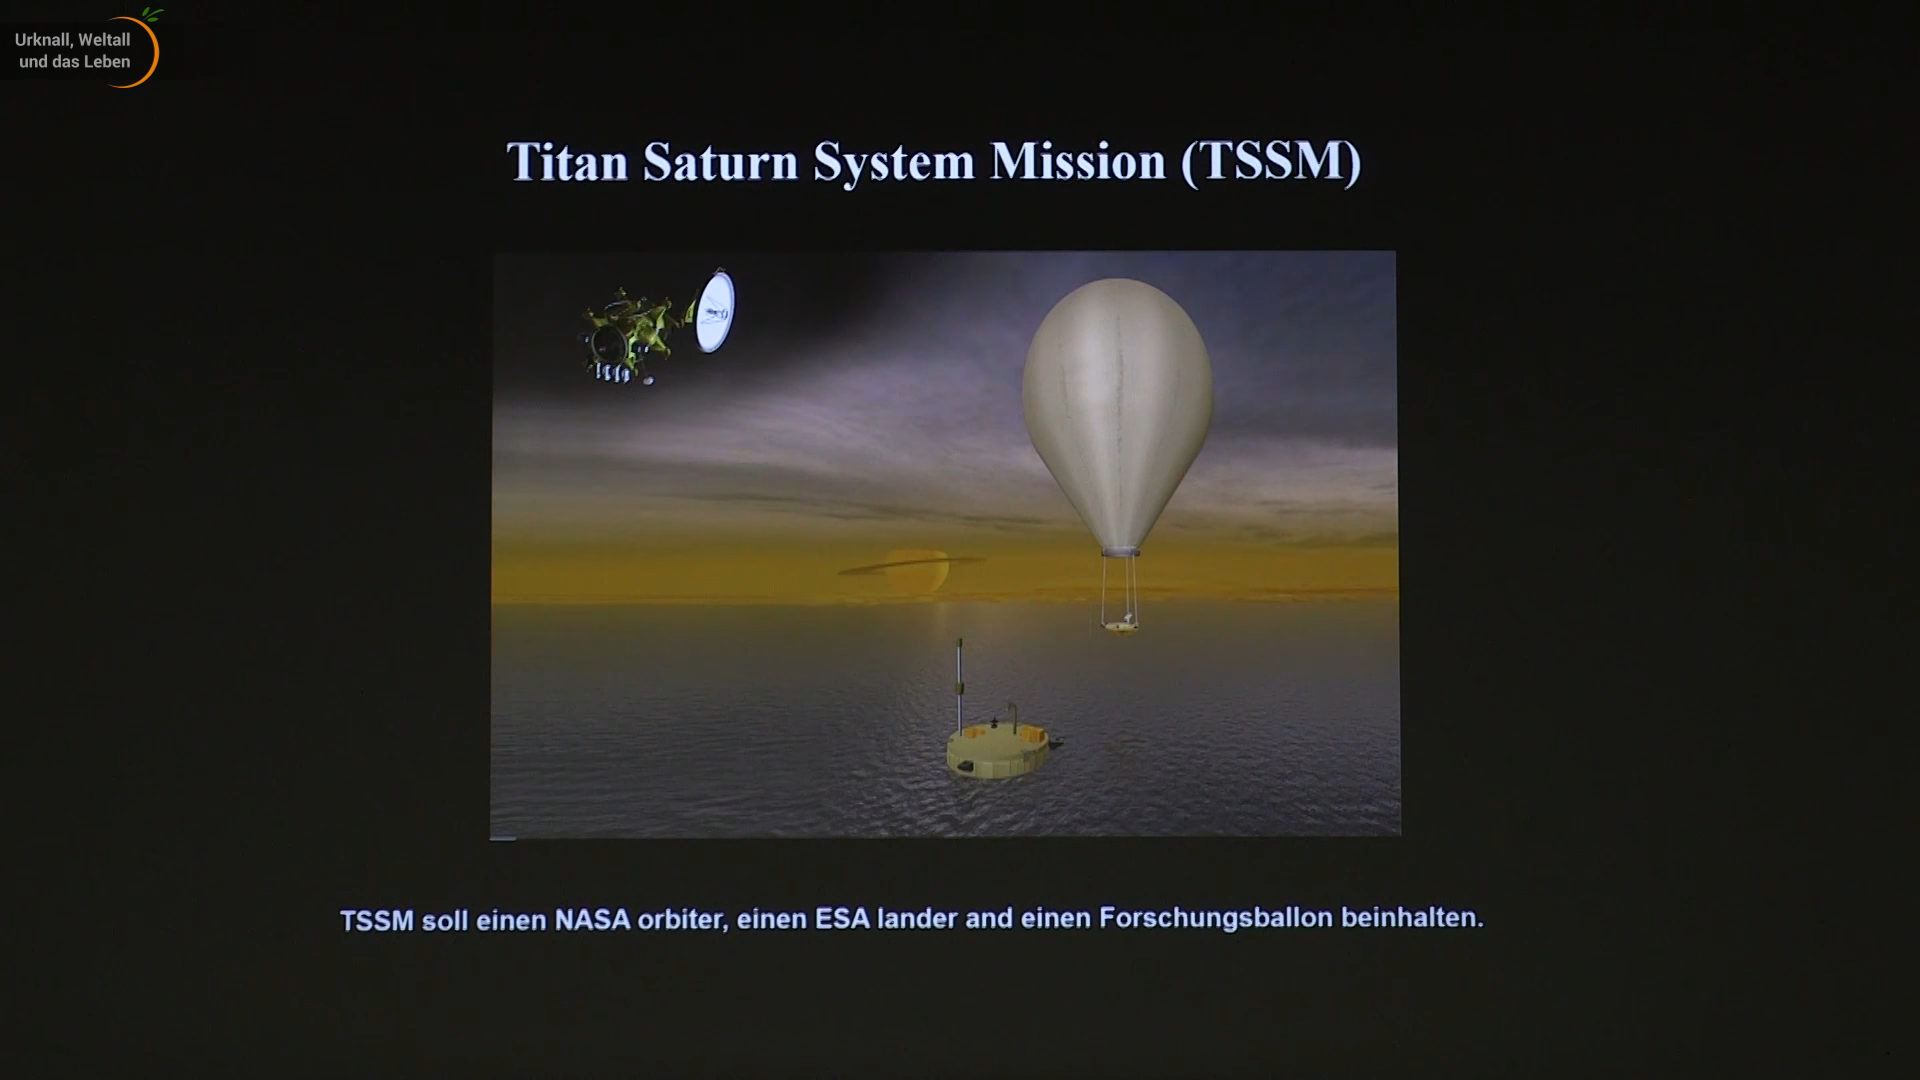 Urknall, Weltall
und das Leben
Titan Saturn System Mission (TSSM)
TSSM soll einen NASA orbiter, einen ESA lander and einen Forschungsballon beinhalten.